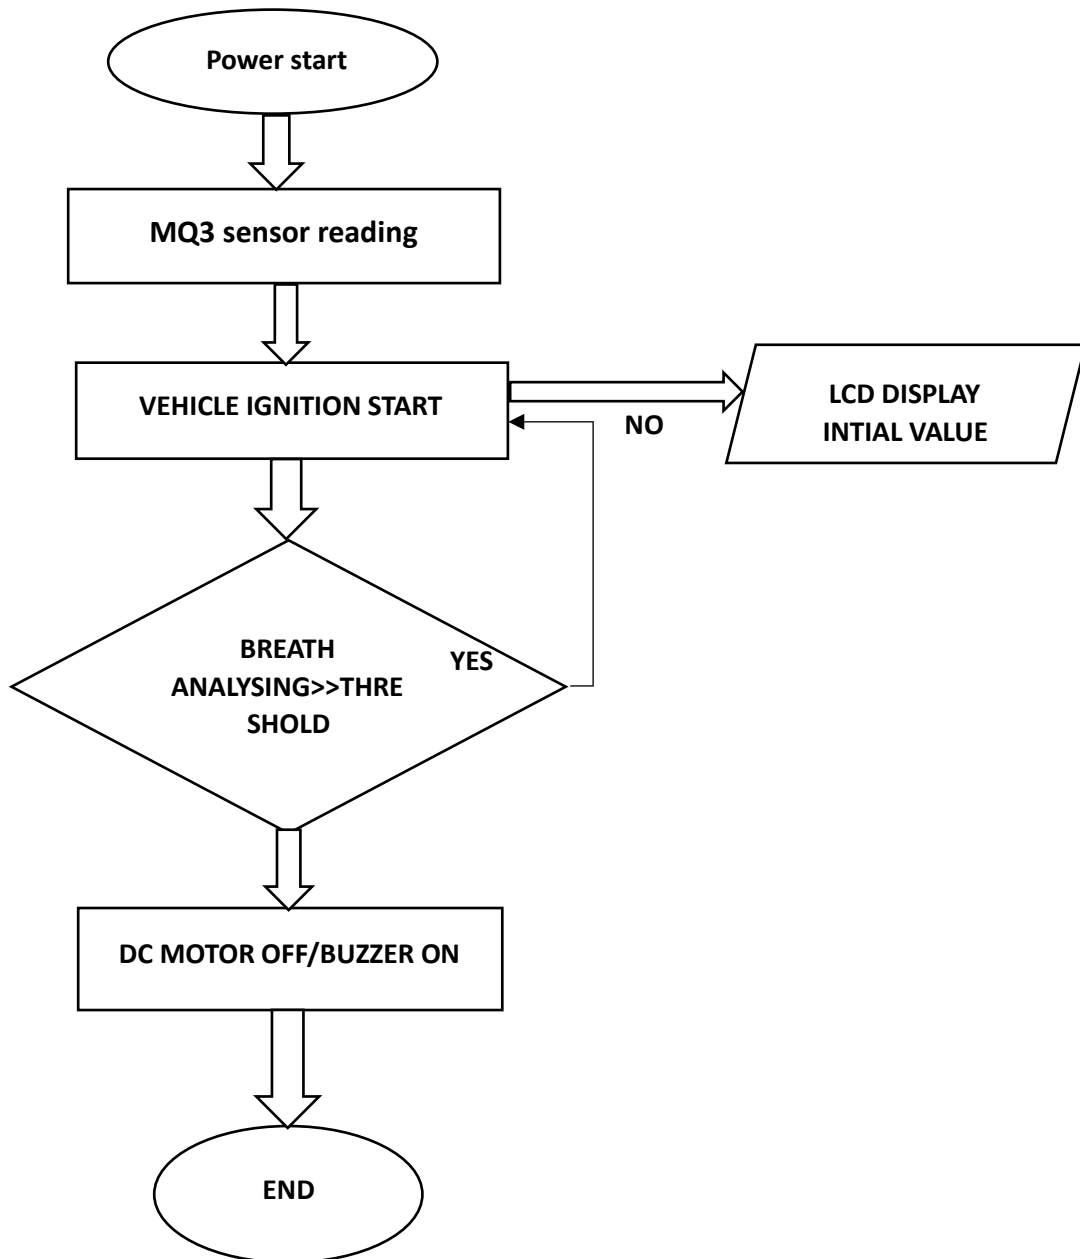 Power start
MQ3 sensor reading
VEHICLE IGNITION START
LCD DISPLAY
INTIAL VALUE
NO
BREATH
ANALYSING>>THRE
SHOLD
YES
DC MOTOR OFF/BUZZER ON
END